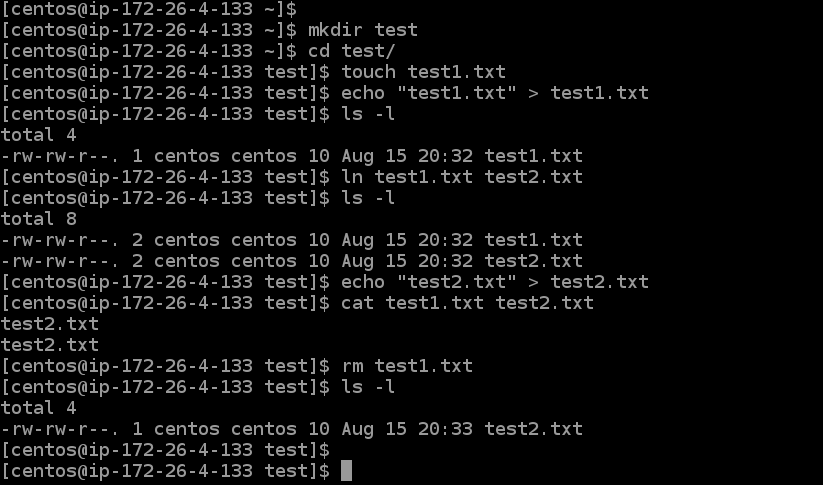 [centos@ip-172-26-4-133 ~]$
[centos@ip-172-26-4-133 ~]$ mkdir test
[centos@ip-172-26-4-133 ~]$ cd test/
[centos@ip-172-26-4-133 test]$ touch test1.txt
[centos@ip-172-26-4-133 test]$ echo "test1.txt" > test1.txt
[centos@ip-172-26-4-133 test]$ ls -l
total 4
-rw-rw-r--. 1 centos centos 10 Aug 15 20:32 test1.txt
[centos@ip-172-26-4-133 test]$ ln test1.txt test2.txt
[centos@ip-172-26-4-133 test]$ ls -l
total 8
-rw-rw-r--. 2 centos centos 10 Aug 15 20:32 test1.txt
-rw-rw-r--. 2 centos centos 10 Aug 15 20:32 test2.txt
[centos@ip-172-26-4-133 test]$ echo "test2.txt" > test2.txt
[centos@ip-172-26-4-133 test]$ cat test1.txt test2.txt
test2.txt
test2.txt
[centos@ip-172-26-4-133 test]$ rm test1.txt
[centos@ip-172-26-4-133 test]$ ls -l
total 4
-rw-rw-r--. 1 centos centos 10 Aug 15 20:33 test2.txt
[centos@ip-172-26-4-133 test]$
[centos@ip-172-26-4-133 test]$